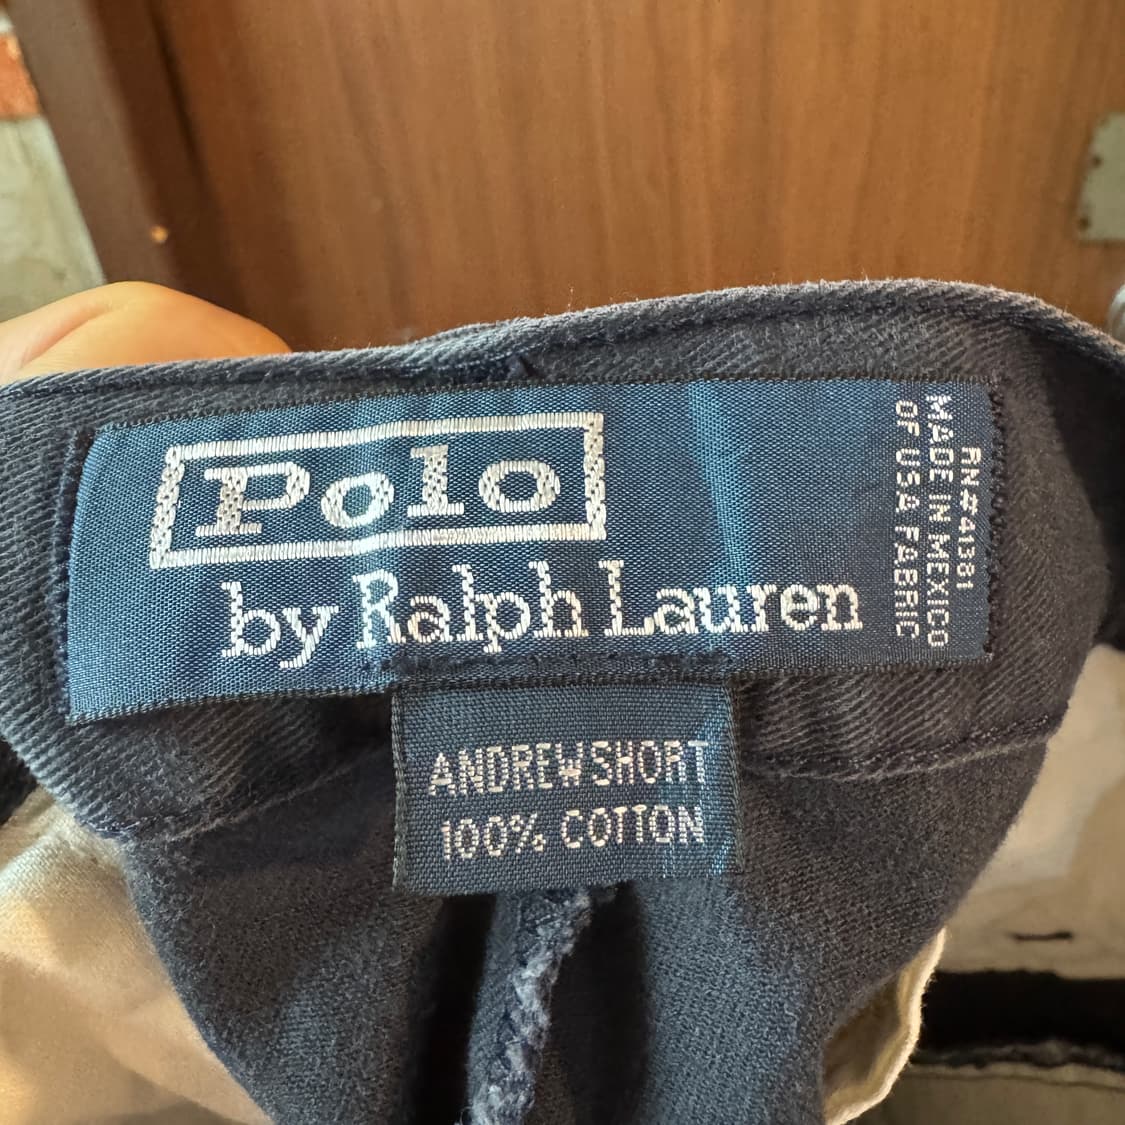 Polo
by Ralph Lauren
RN#41381
MADE IN MEXICO
OF USA FABRIC
ANDREW SHORT
100% COTTON